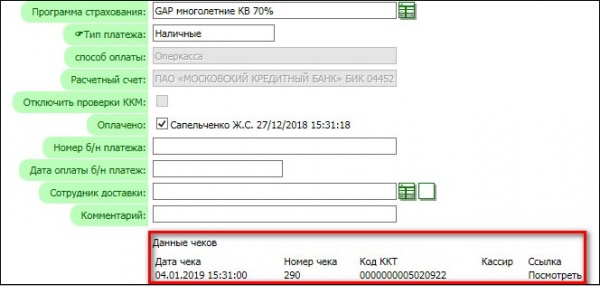 Программа страхования: GAP многолетние КВ 70%
Тип платежа: Наличные
способ оплаты: Оперкасса
Расчетный счет: ПАО «МОСКОВСКИЙ КРЕДИТНЫЙ БАНК» БИК 04452
Отключить проверки ККМ:
Оплачено: Сапельченко Ж.С. 27/12/2018 15:31:18
Номер б/н платежа:
Дата оплаты б/н платеж:
Сотрудник доставки:
Комментарий:
Данные чеков
Дата чека Номер чека Код ККТ Кассир Ссылка
04.01.2019 15:31:00 290 0000000005020922 Посмотреть